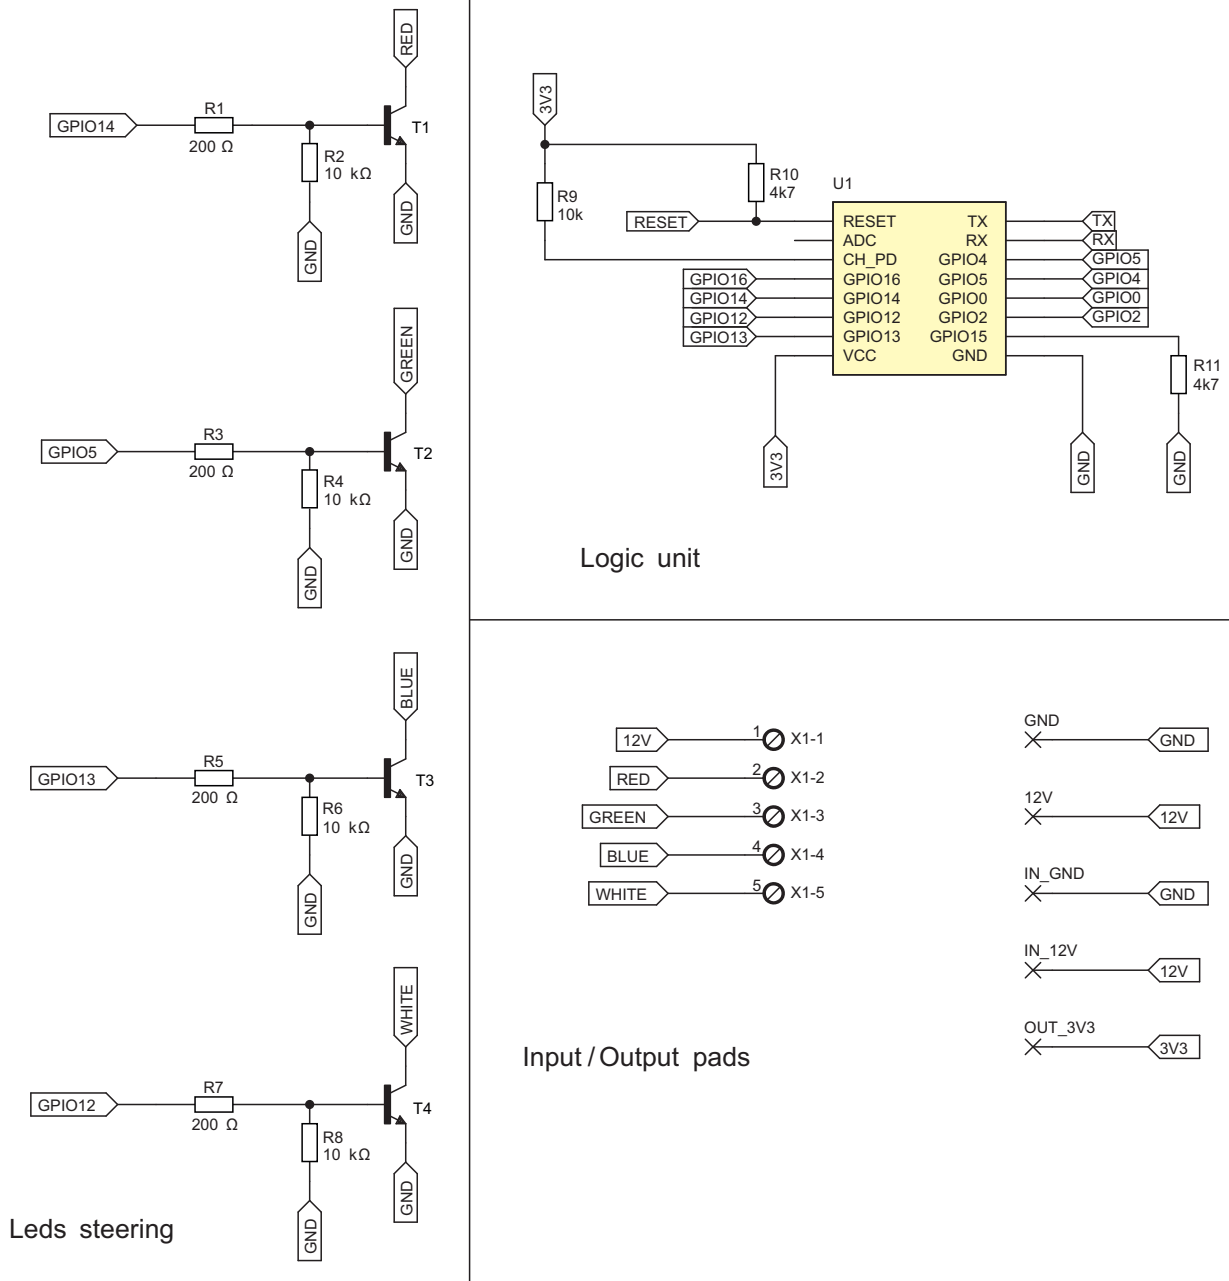 RED
GPIO14
R1
200 Ω
R2
10 kΩ
T1
GND
GND
GREEN
GPIO5
R3
200 Ω
R4
10 kΩ
T2
GND
GND
BLUE
GPIO13
R5
200 Ω
R6
10 kΩ
T3
GND
GND
WHITE
GPIO12
R7
200 Ω
R8
10 kΩ
T4
GND
GND
Leds steering
3V3
R9
10k
R10
4k7
U1
RESET
RESET TX
TX
ADC RX
RX
CH_PD GPIO4
GPIO5
GPIO16
GPIO16 GPIO5
GPIO4
GPIO14
GPIO14 GPIO0
GPIO0
GPIO12
GPIO12 GPIO2
GPIO2
GPIO13
GPIO13 GPIO15
VCC GND
R11
4k7
3V3
GND
GND
Logic unit
12V 1 X1-1
RED 2 X1-2
GREEN 3 X1-3
BLUE 4 X1-4
WHITE 5 X1-5
GND
GND
12V
12V
IN_GND
GND
IN_12V
12V
OUT_3V3
3V3
Input/Output pads